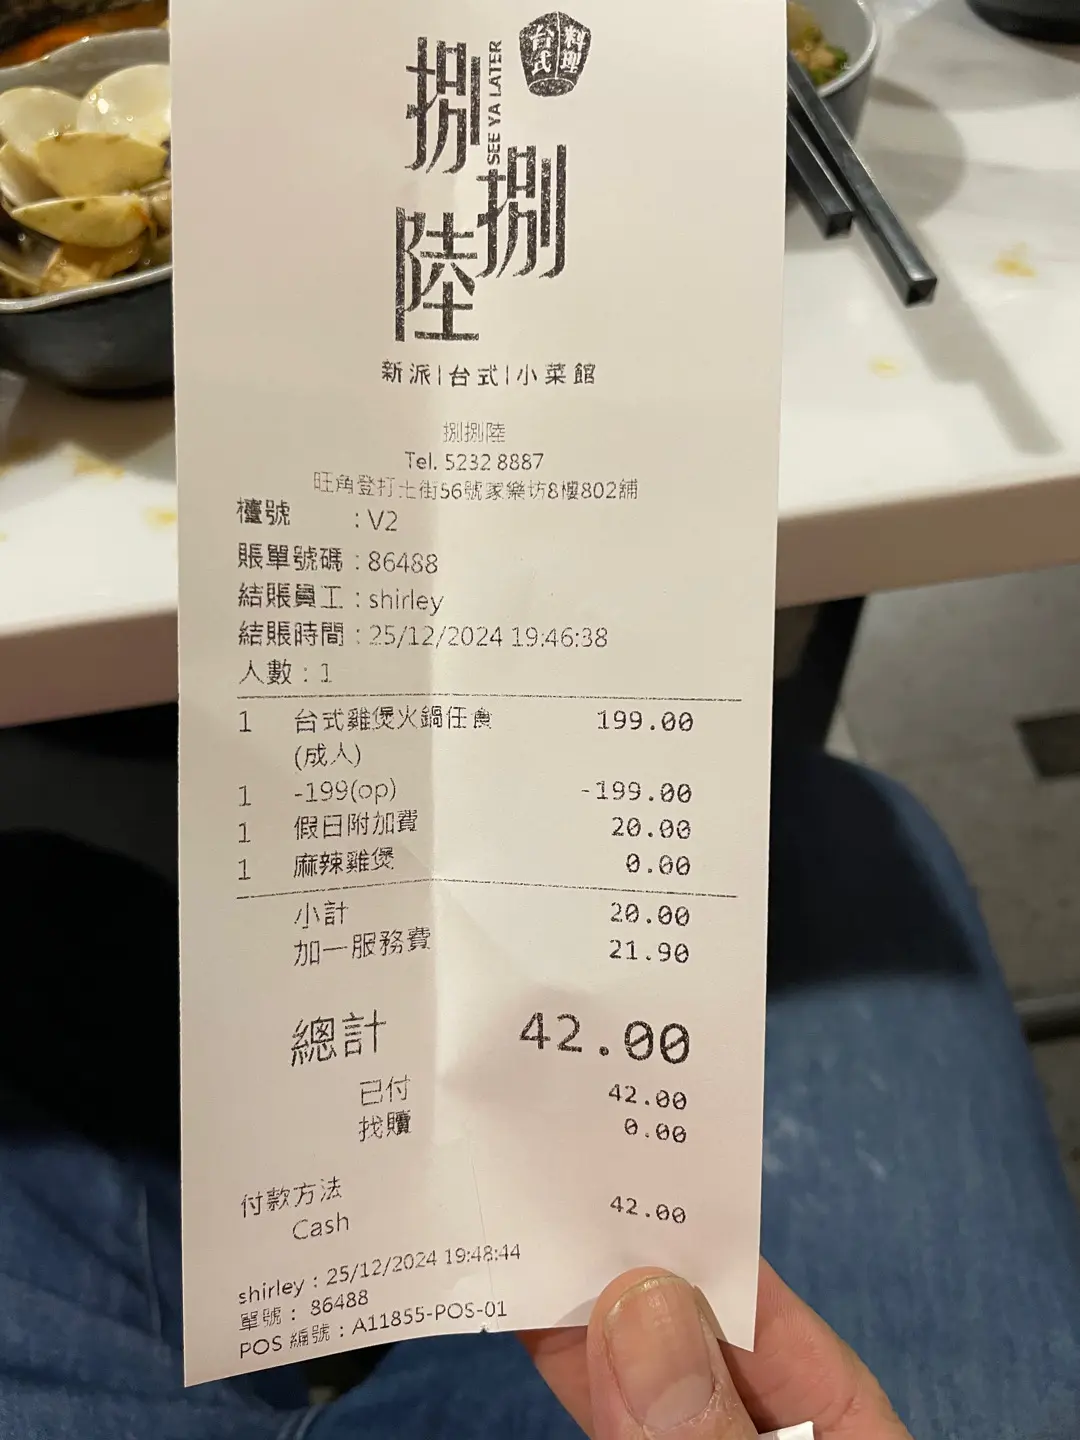 台式
料理
捌捌陸
SEE YA LATER
新派|台式|小菜館
捌捌陸
Tel. 5232 8887
旺角登打士街56號家樂坊8樓802舖
檯號 : V2
賬單號碼 : 86488
結賬員工 : shirley
結賬時間 : 25/12/2024 19:46:38
人數 : 1
1 台式雞煲火鍋任食 199.00
(成人)
1 -199(op) -199.00
1 假日附加費 20.00
1 麻辣雞煲 0.00
小計 20.00
加一服務費 21.90
總計 42.00
已付 42.00
找贖 0.00
付款方法
Cash 42.00
shirley : 25/12/2024 19:48:44
單號 : 86488
POS 編號 : A11855-POS-01